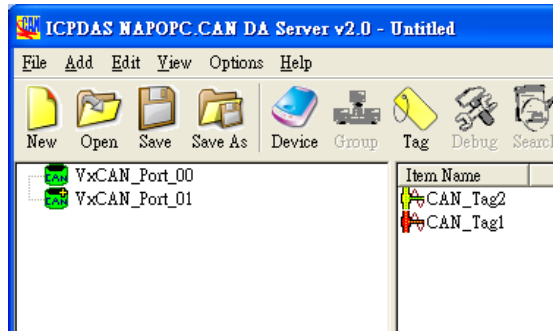 ICPDAS NAPOPC.CAN DA Server v2.0 - Untitled
File Add Edit View Options Help
New Open Save Save As Device Group Tag Debug Search
VxCAN_Port_00
VxCAN_Port_01
Item Name
CAN_Tag2
CAN_Tag1